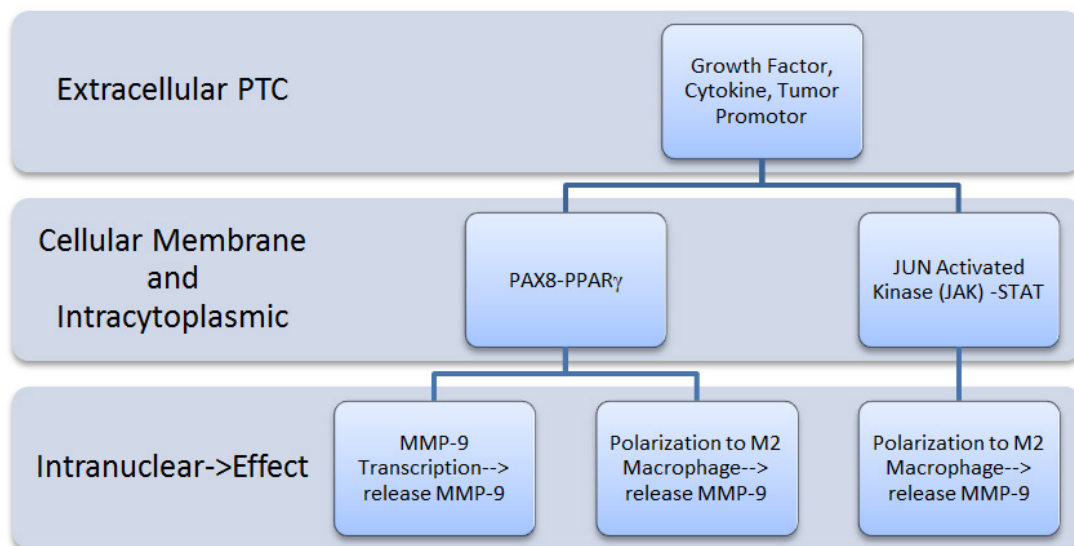 Extracellular PTC
Growth Factor,
Cytokine, Tumor
Promotor
Cellular Membrane
and
Intracytoplasmic
PAX8-PPARγ
JUN Activated
Kinase (JAK) -STAT
Intranuclear->Effect
MMP-9
Transcription-->
release MMP-9
Polarization to M2
Macrophage-->
release MMP-9
Polarization to M2
Macrophage-->
release MMP-9